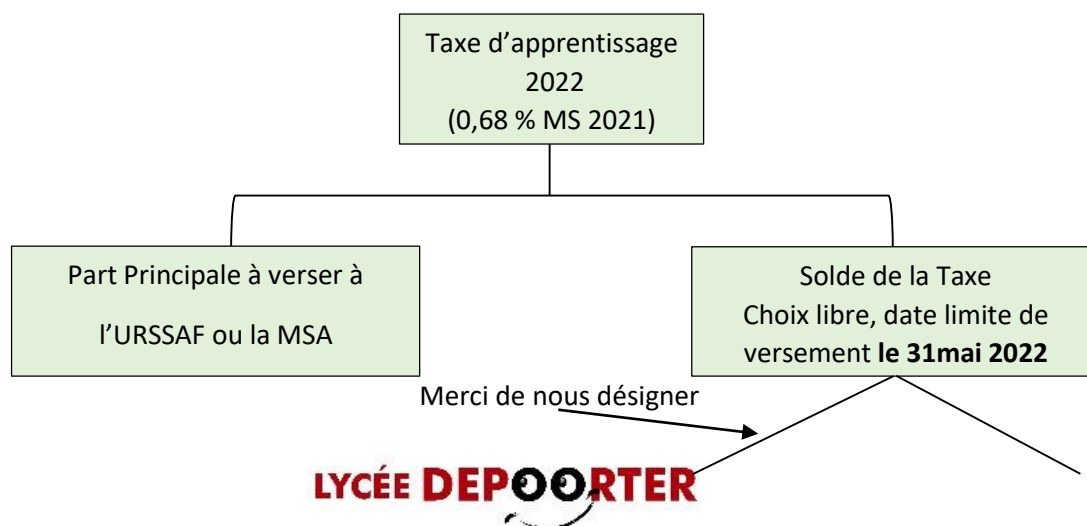 Taxe d'apprentissage
2022
(0,68 % MS 2021)
Part Principale à verser à
l'URSSAF ou la MSA
Solde de la Taxe
Choix libre, date limite de
versement le 31mai 2022
Merci de nous désigner
LYCÉE DEPOORTER